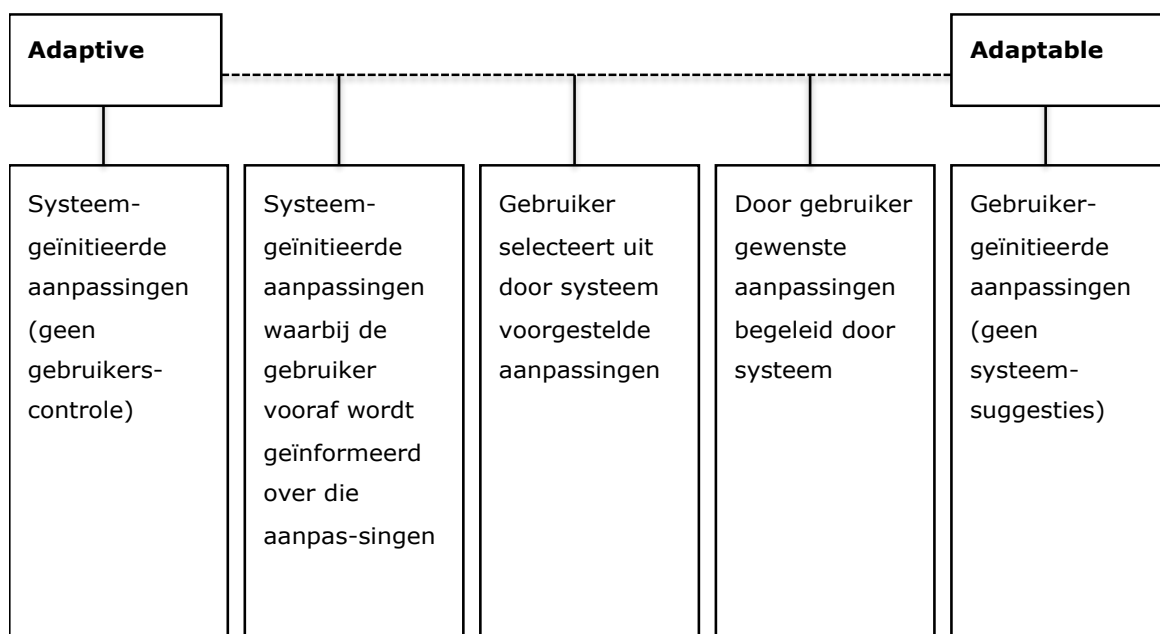 Adaptive
Adaptable
Systeem-
geïnitieerde
aanpassingen
(geen
gebruikers-
controle)
Systeem-
geïnitieerde
aanpassingen
waarbij de
gebruiker
vooraf wordt
geïnformeerd
over die
aanpas-singen
Gebruiker
selecteert uit
door systeem
voorgestelde
aanpassingen
Door gebruiker
gewenste
aanpassingen
begeleid door
systeem
Gebruiker-
geïnitieerde
aanpassingen
(geen
systeem-
suggesties)